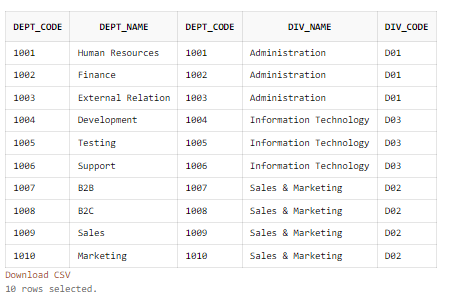 DEPT_CODE DEPT_NAME DEPT_CODE DIV_NAME DIV_CODE
1001 Human Resources 1001 Administration D01
1002 Finance 1002 Administration D01
1003 External Relation 1003 Administration D01
1004 Development 1004 Information Technology D03
1005 Testing 1005 Information Technology D03
1006 Support 1006 Information Technology D03
1007 B2B 1007 Sales & Marketing D02
1008 B2C 1008 Sales & Marketing D02
1009 Sales 1009 Sales & Marketing D02
1010 Marketing 1010 Sales & Marketing D02
Download CSV
10 rows selected.